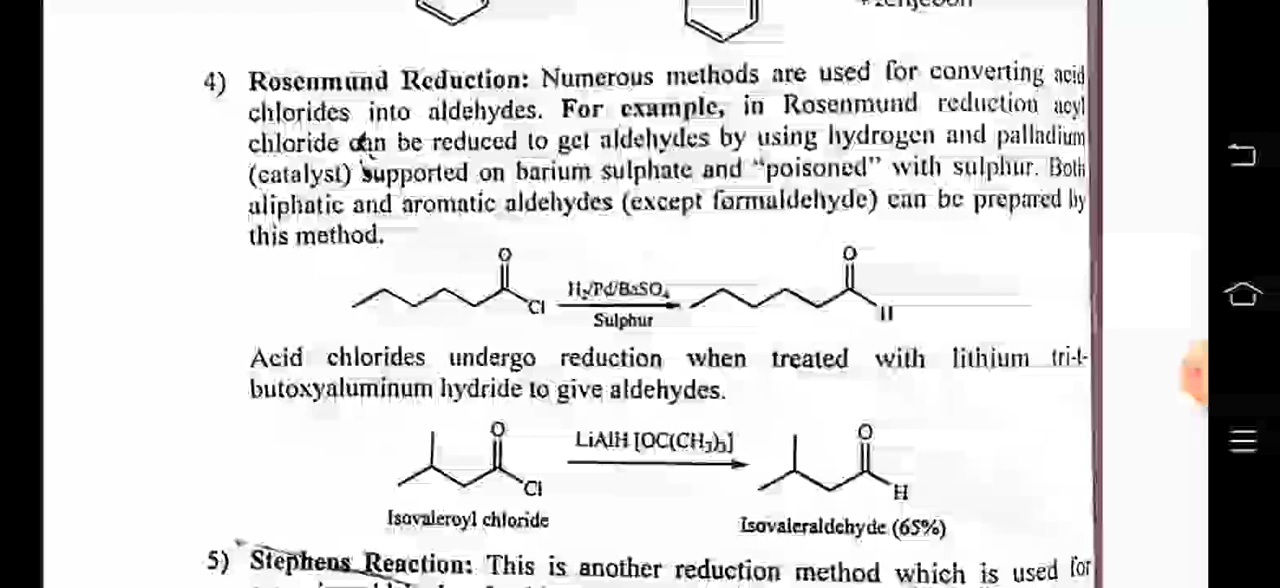 4) Rosenmund Reduction: Numerous methods are used for converting acid
chlorides into aldehydes. For example, in Rosenmund reduction acyl
chloride can be reduced to get aldehydes by using hydrogen and palladium
(catalyst) supported on barium sulphate and "poisoned" with sulphur. Both
aliphatic and aromatic aldehydes (except formaldehyde) can be prepared by
this method.
O O
Cl H₂/Pd/BaSO₄ H
Sulphur
Acid chlorides undergo reduction when treated with lithium tri-t-
butoxyaluminum hydride to give aldehydes.
O LiAlH [OC(CH₃)₃] O
Cl H
Isovaleroyl chloride Isovaleraldehyde (65%)
5) Stephens Reaction: This is another reduction method which is used for